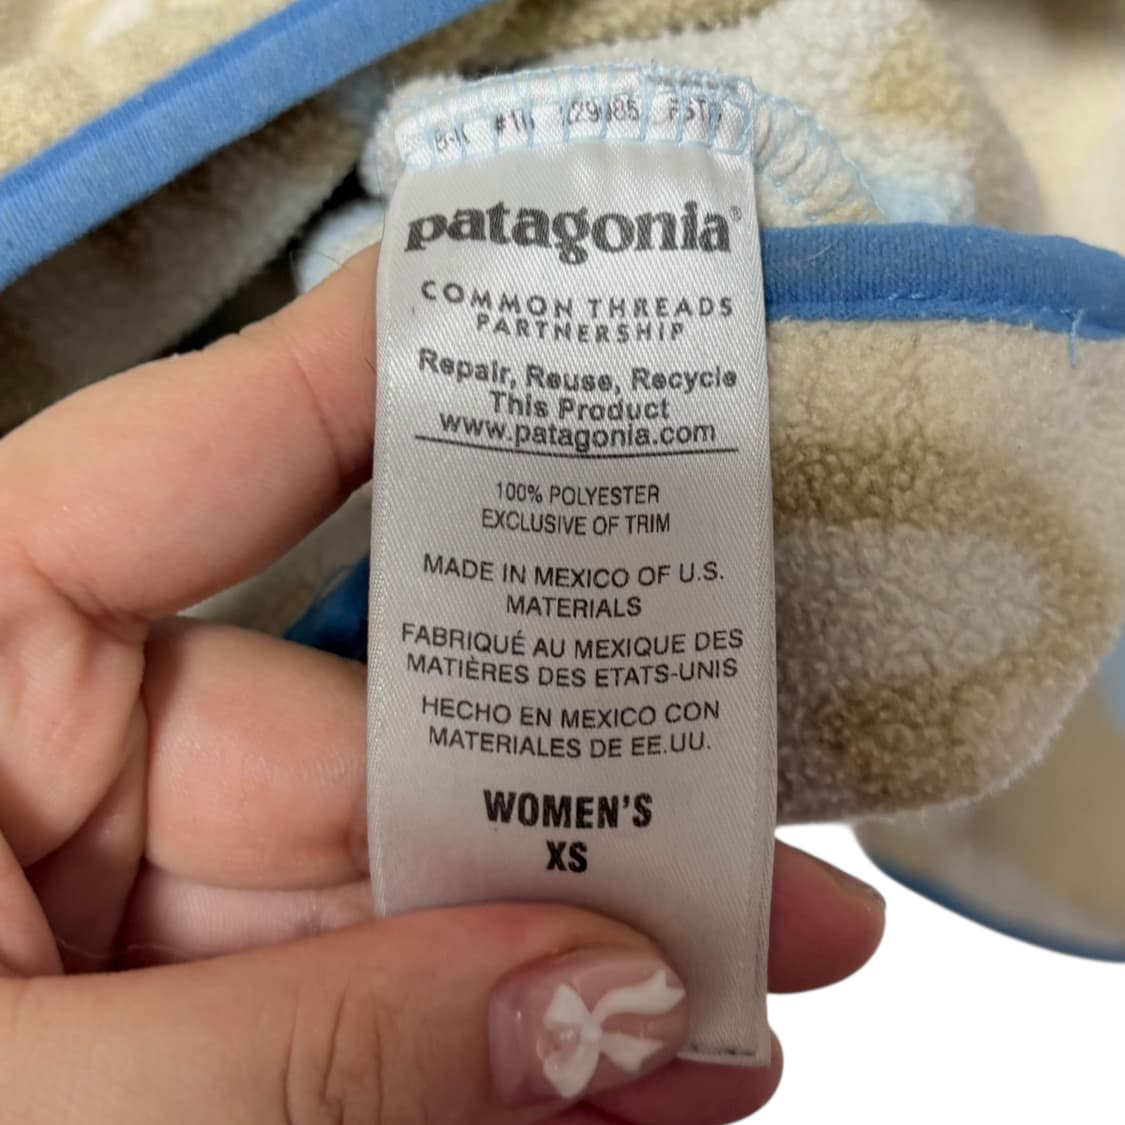 patagonia®
COMMON THREADS
PARTNERSHIP
Repair, Reuse, Recycle
This Product
www.patagonia.com
100% POLYESTER
EXCLUSIVE OF TRIM
MADE IN MEXICO OF U.S.
MATERIALS
FABRIQUÉ AU MEXIQUE DES
MATIÈRES DES ETATS-UNIS
HECHO EN MEXICO CON
MATERIALES DE EE.UU.
WOMEN'S
XS